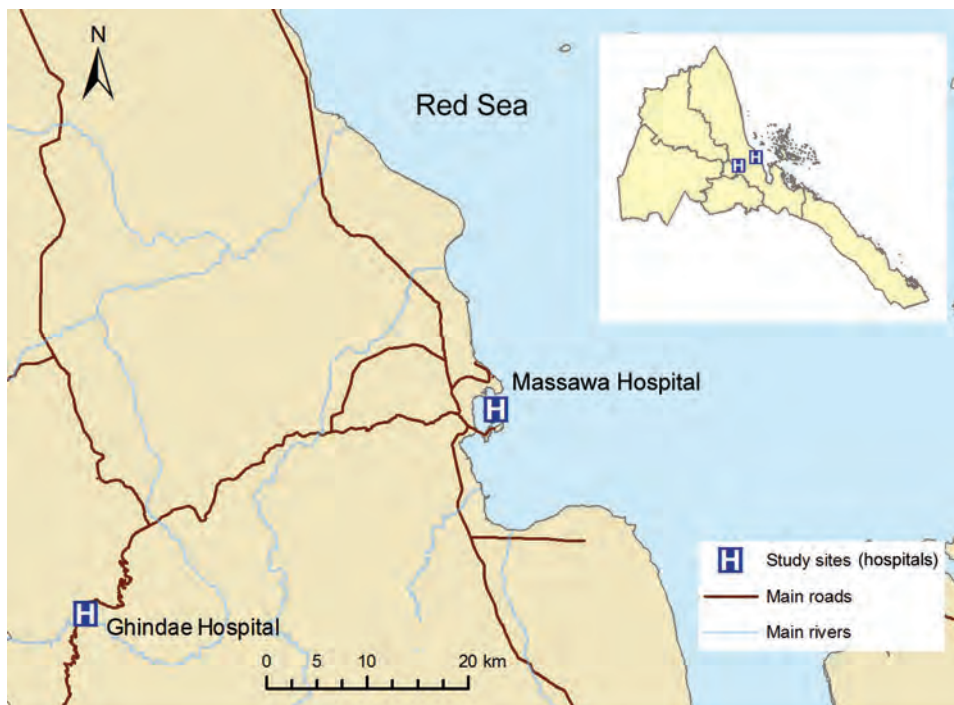 N
Red Sea
H
H
Massawa Hospital
H
H Study sites (hospitals)
Main roads
Main rivers
H
Ghindae Hospital
0 5 10 20 km